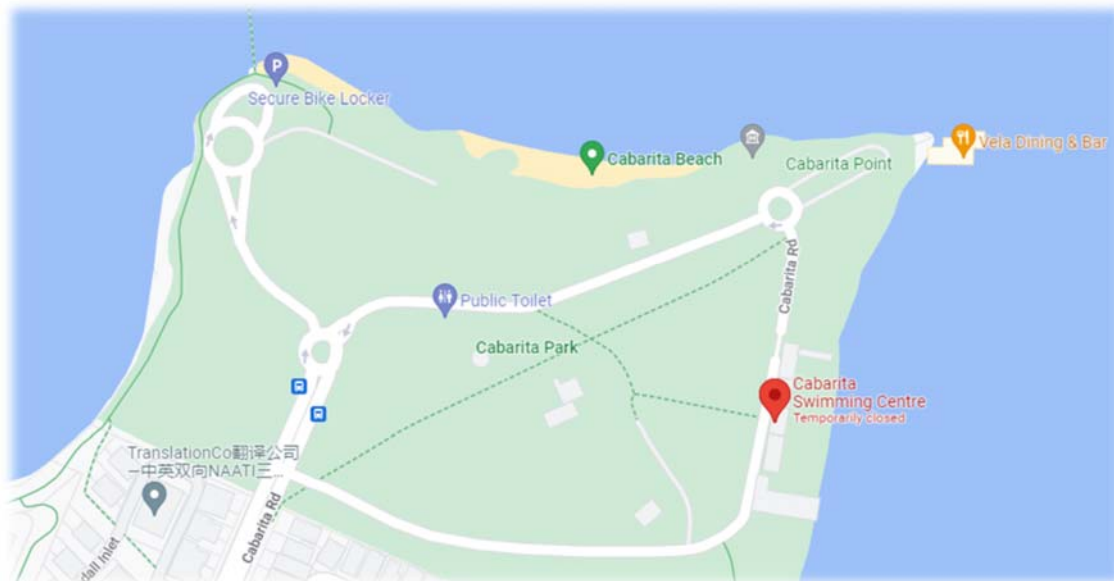 P
Secure Bike Locker
Cabarita Beach
Vela Dining & Bar
Cabarita Point
Cabarita Rd
Public Toilet
Cabarita Park
Cabarita
Swimming Centre
Temporarily closed
TranslationCo翻译公司
–中英双向NAATI三...
Cabarita Rd
dall Inlet